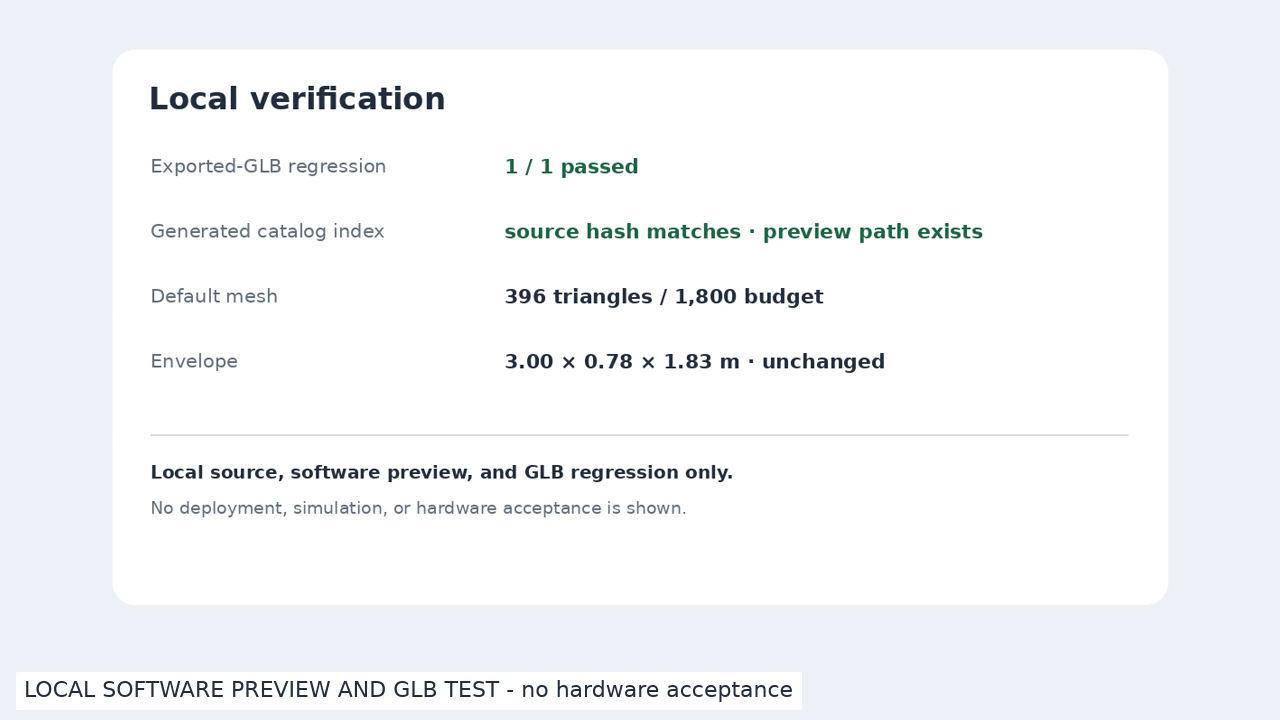 Local verification
Exported-GLB regression 1 / 1 passed
Generated catalog index source hash matches · preview path exists
Default mesh 396 triangles / 1,800 budget
Envelope 3.00 × 0.78 × 1.83 m · unchanged
Local source, software preview, and GLB regression only.
No deployment, simulation, or hardware acceptance is shown.
LOCAL SOFTWARE PREVIEW AND GLB TEST - no hardware acceptance